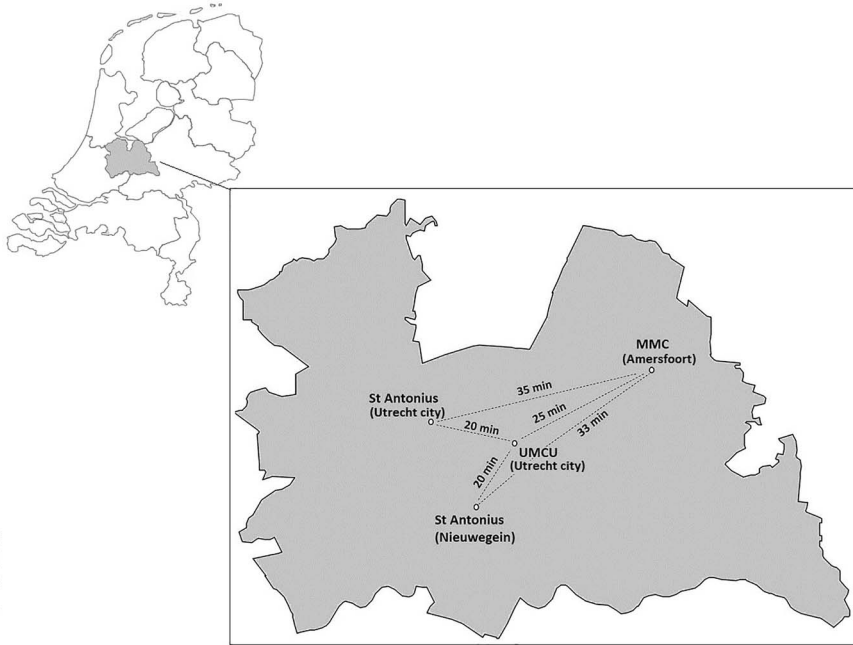 MMC
(Amersfoort)
35 min
St Antonius
(Utrecht city)
25 min
33 min
20 min
UMCU
(Utrecht city)
20 min
St Antonius
(Nieuwegein)